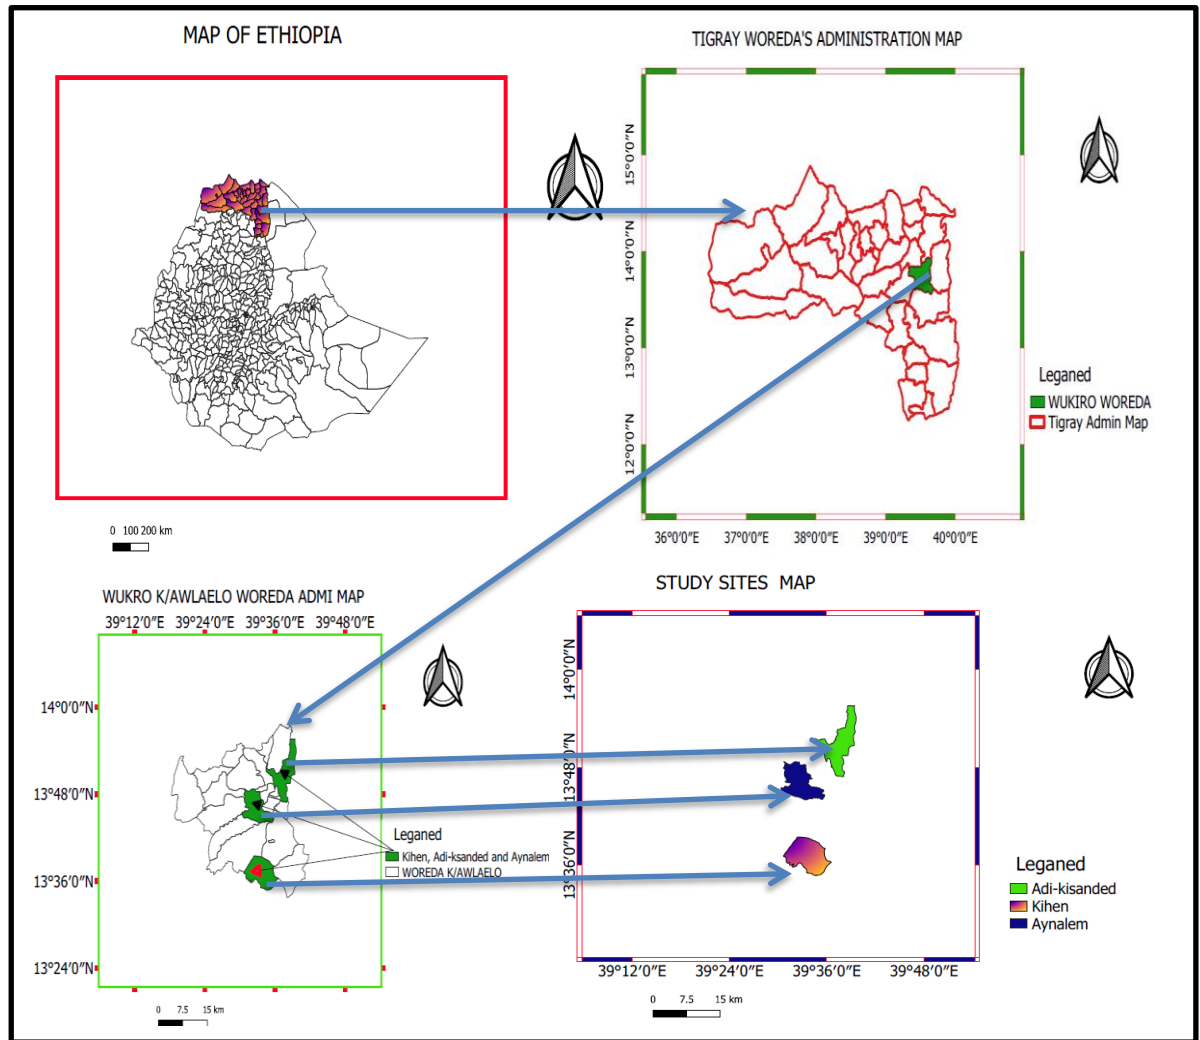 MAP OF ETHIOPIA
0 100 200 km
TIGRAY WOREDA'S ADMINISTRATION MAP
15°0′0″N
14°0′0″N
13°0′0″N
12°0′0″N
36°0′0″E 37°0′0″E 38°0′0″E 39°0′0″E 40°0′0″E
Leganed
WUKIRO WOREDA
Tigray Admin Map
WUKRO K/AWLAELO WOREDA ADMI MAP
39°12′0″E 39°24′0″E 39°36′0″E 39°48′0″E
14°0′0″N
13°48′0″N
13°36′0″N
13°24′0″N
Leganed
Kihen, Adi-ksanded and Aynalem
WOREDA K/AWLAELO
0 7.5 15 km
STUDY SITES MAP
14°0′0″N
13°48′0″N
13°36′0″N
39°12′0″E 39°24′0″E 39°36′0″E 39°48′0″E
0 7.5 15 km
Leganed
Adi-kisanded
Kihen
Aynalem